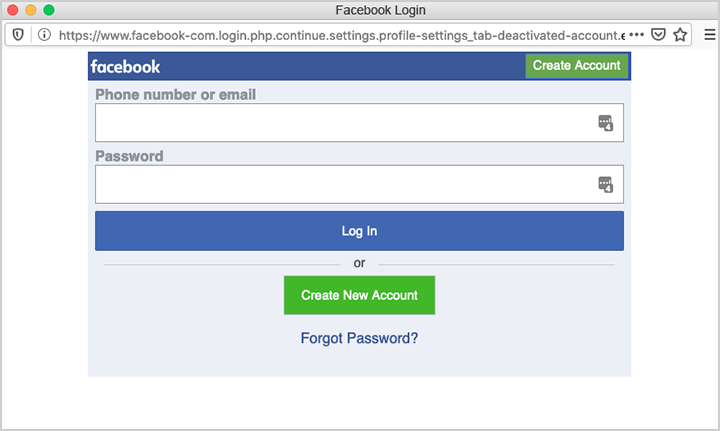 Facebook Login
https://www.facebook-com.login.php.continue.settings.profile-settings_tab-deactivated-account.e
facebook
Create Account
Phone number or email
Password
Log In
or
Create New Account
Forgot Password?